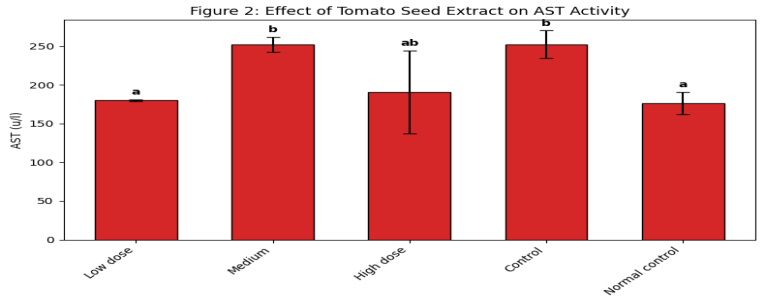 Figure 2: Effect of Tomato Seed Extract on AST Activity
AST (u/l)
250
200
150
100
50
0
a
b
ab
b
a
Low dose
Medium
High dose
Control
Normal control